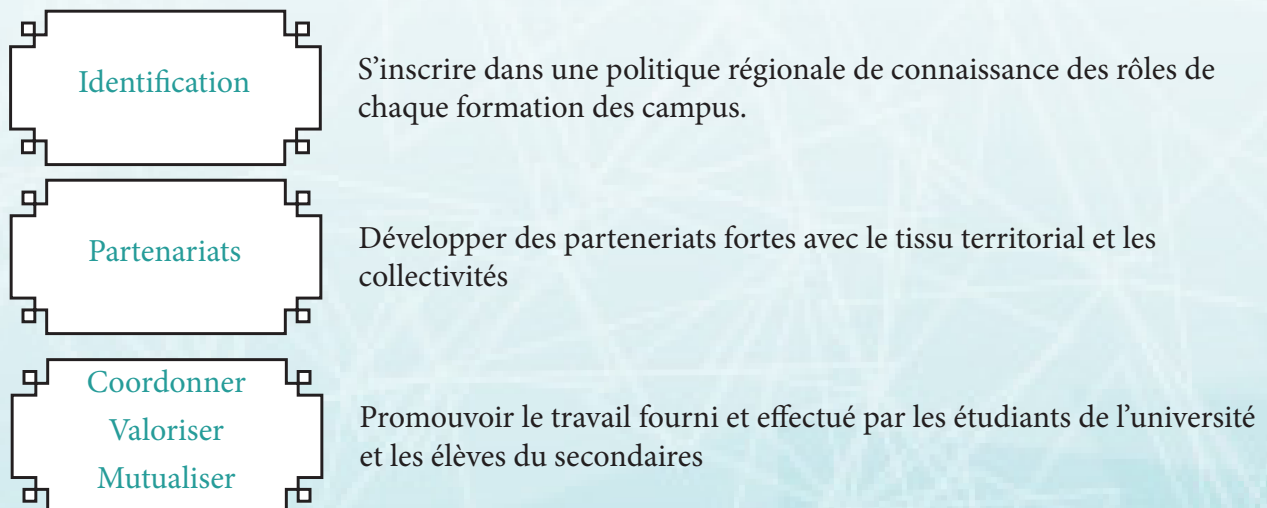 Identification
S’inscrire dans une politique régionale de connaissance des rôles de
chaque formation des campus.
Partenariats
Développer des parteneriats fortes avec le tissu territorial et les
collectivités
Coordonner
Valoriser
Mutualiser
Promouvoir le travail fourni et effectué par les étudiants de l’université
et les élèves du secondaires